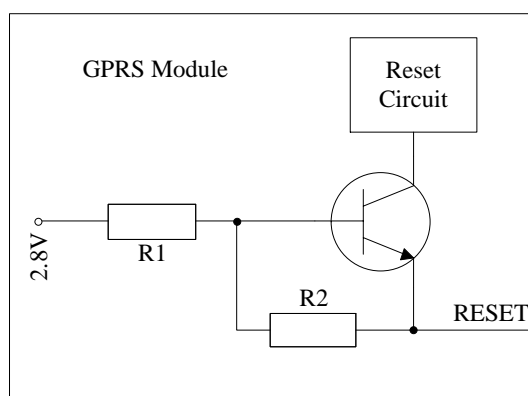 GPRS Module
Reset
Circuit
2.8V
R1
R2
RESET